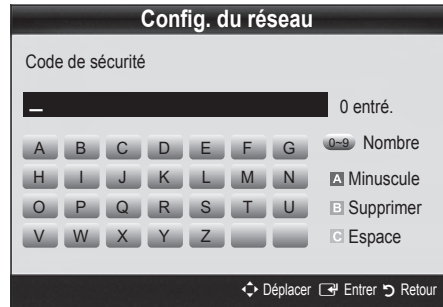 Config. du réseau
Code de sécurité
_ 0 entré.
A B C D E F G 0~9 Nombre
H I J K L M N A Minuscule
O P Q R S T U B Supprimer
V W X Y Z C Espace
Déplacer Entrer Retour